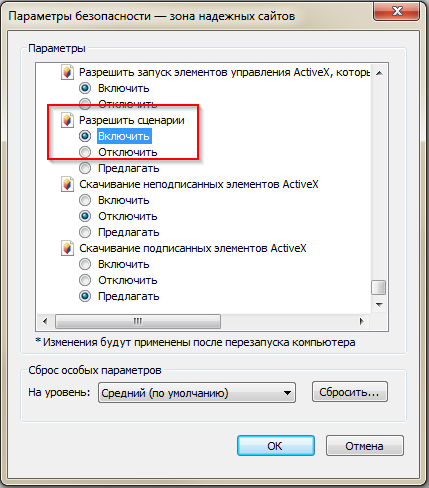 Параметры безопасности — зона надежных сайтов
Параметры
Разрешить запуск элементов управления ActiveX, которы
Включить
Отключить
Разрешить сценарии
Включить
Отключить
Предлагать
Скачивание неподписанных элементов ActiveX
Включить
Отключить
Предлагать
Скачивание подписанных элементов ActiveX
Включить
Отключить
Предлагать
* Изменения будут применены после перезапуска компьютера
Сброс особых параметров
На уровень: Средний (по умолчанию) Сбросить...
ОК Отмена